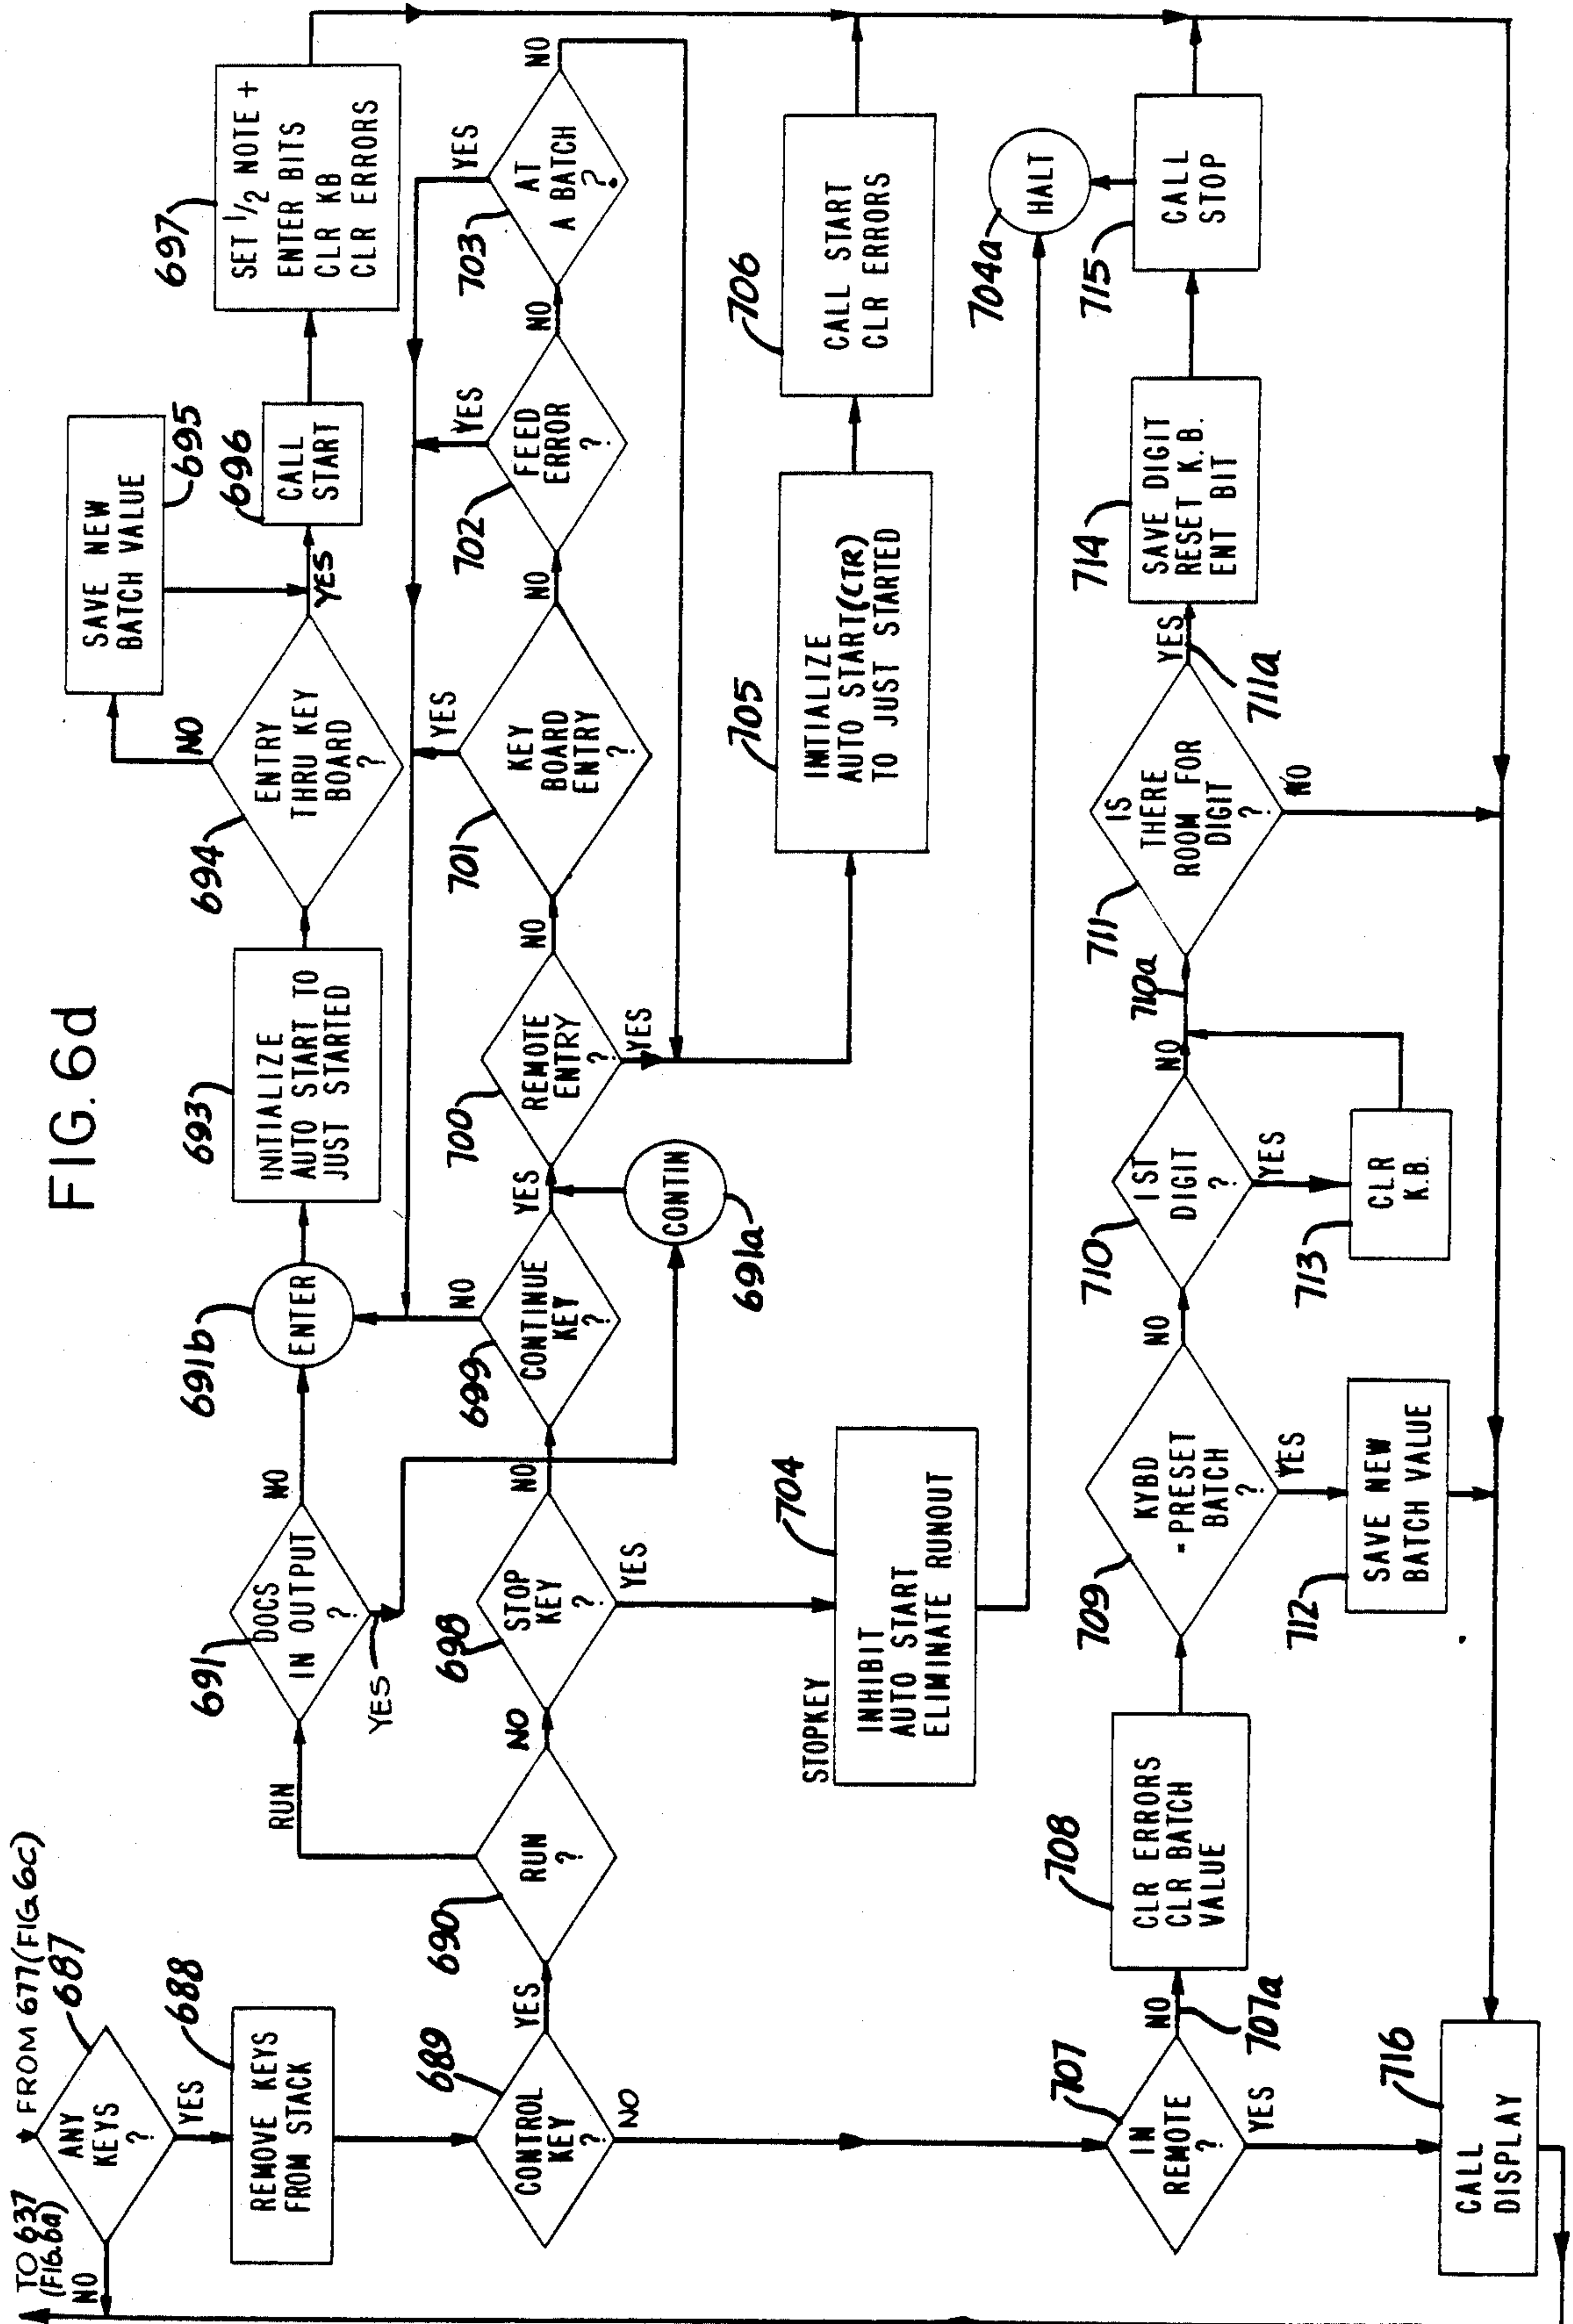 FIG. 6d
TO 637
(FIG.6a)
FROM 677(FIG.6C)
NO
ANY
KEYS
?
687
YES
REMOVE KEYS
FROM STACK
688
CONTROL
KEY
?
689
YES
NO
RUN
?
690
RUN
NO
DOCS
IN OUTPUT
?
691
YES
NO
ENTER
691b
INITIALIZE
AUTO START TO
JUST STARTED
693
ENTRY
THRU KEY
BOARD
?
694
NO
YES
SAVE NEW
BATCH VALUE
695
CALL
START
696
SET 1/2 NOTE +
ENTER BITS
CLR KB
CLR ERRORS
697
STOP
KEY
?
698
NO
YES
CONTINUE
KEY
?
699
NO
YES
CONTIN
691a
REMOTE
ENTRY
?
700
NO
YES
KEY
BOARD
ENTRY
?
701
YES
NO
FEED
ERROR
?
702
YES
NO
AT
A BATCH
?
703
YES
NO
STOPKEY
INHIBIT
AUTO START
ELIMINATE RUNOUT
704
INITIALIZE
AUTO START(CTR)
TO JUST STARTED
705
CALL START
CLR ERRORS
706
HALT
704a
IN
REMOTE
?
707
NO
707a
YES
CLR ERRORS
CLR BATCH
VALUE
708
KYBD
=PRESET
BATCH
?
709
NO
YES
SAVE NEW
BATCH VALUE
712
1 ST
DIGIT
?
710
NO
710a
YES
CLR
K.B.
713
IS
THERE
ROOM FOR
DIGIT
?
711
YES
711a
NO
SAVE DIGIT
RESET K.B.
ENT BIT
714
CALL
STOP
715
CALL
DISPLAY
716